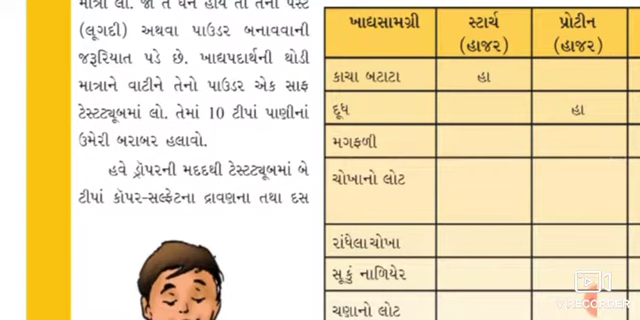 માત્રા લો. જો તે ઘન હોય તો તેની પેસ્ટ
(લૂગદી) અથવા પાઉડર બનાવવાની
જરૂરિયાત પડે છે. ખાદ્યપદાર્થની થોડી
માત્રાને વાટીને તેનો પાઉડર એક સાફ
ટેસ્ટટ્યૂબમાં લો. તેમાં 10 ટીપાં પાણીનાં
ઉમેરી બરાબર હલાવો.
હવે ડ્રૉપરની મદદથી ટેસ્ટટ્યૂબમાં બે
ટીપાં કૉપર-સલ્ફેટના દ્રાવણના તથા દસ
ખાદ્યસામગ્રી સ્ટાર્ચ પ્રોટીન
(હાજર) (હાજર)
કાચા બટાટા હા
દૂધ હા
મગફળી
ચોખાનો લોટ
રાંધેલા ચોખા
સૂકું નાળિયેર
ચણાનો લોટ
RECORDER